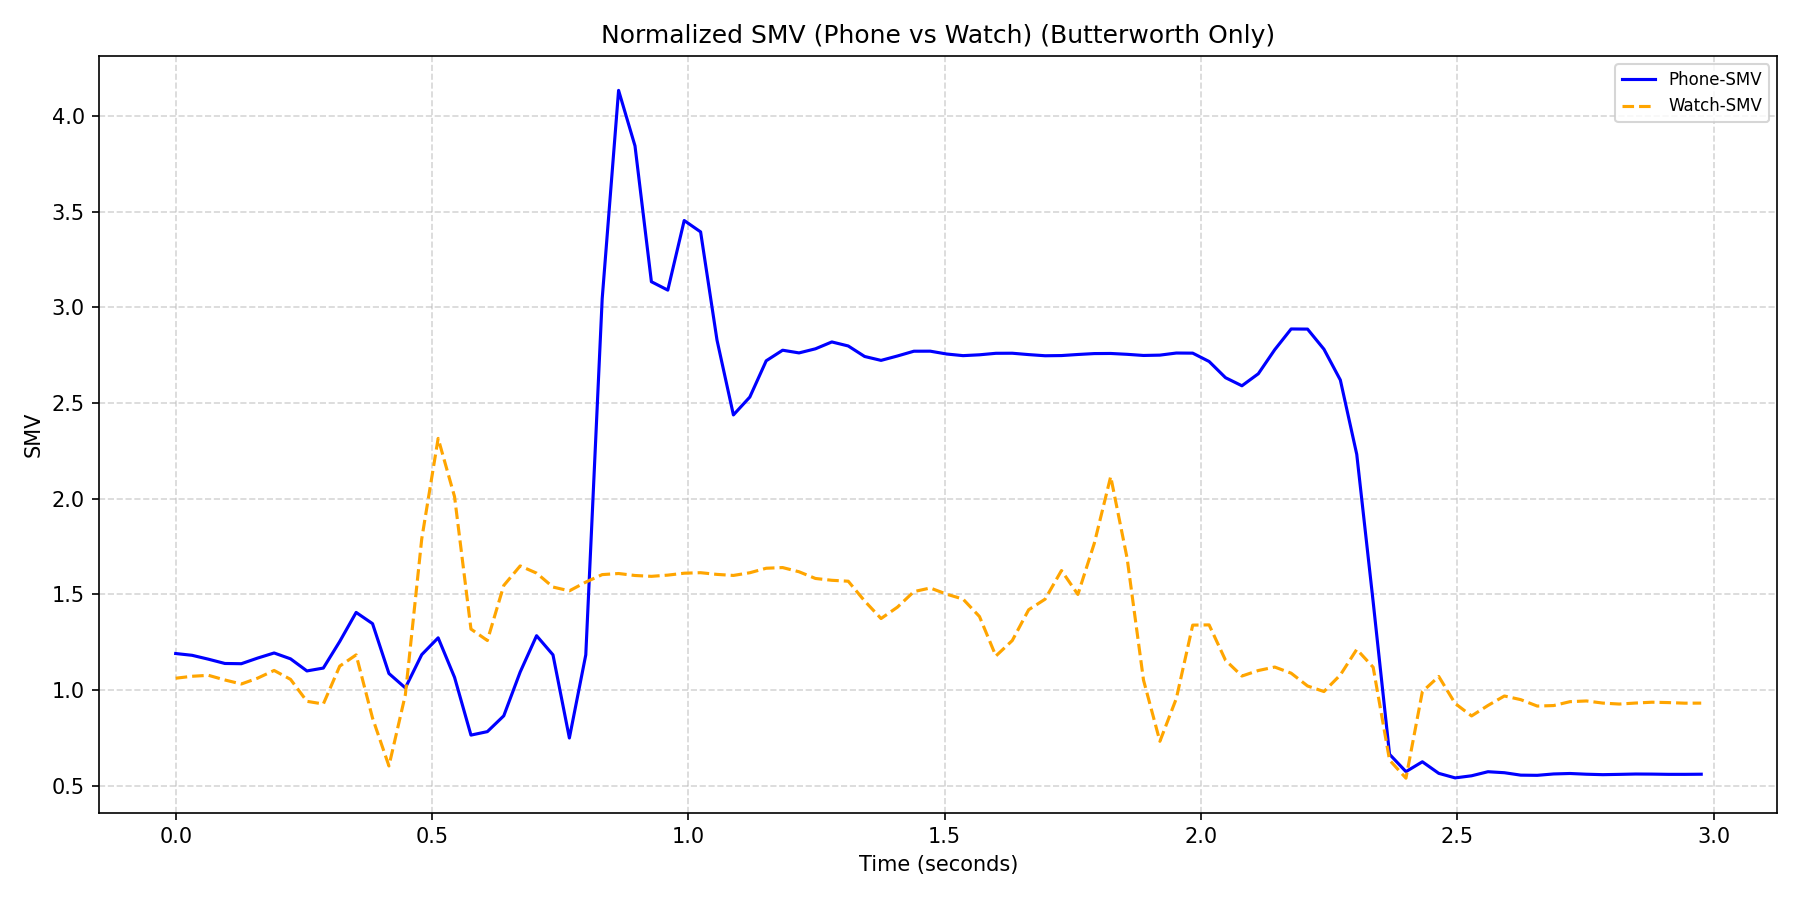 Normalized SMV (Phone vs Watch) (Butterworth Only)
Phone-SMV
Watch-SMV
SMV
4.0
3.5
3.0
2.5
2.0
1.5
1.0
0.5
0.0 0.5 1.0 1.5 2.0 2.5 3.0
Time (seconds)